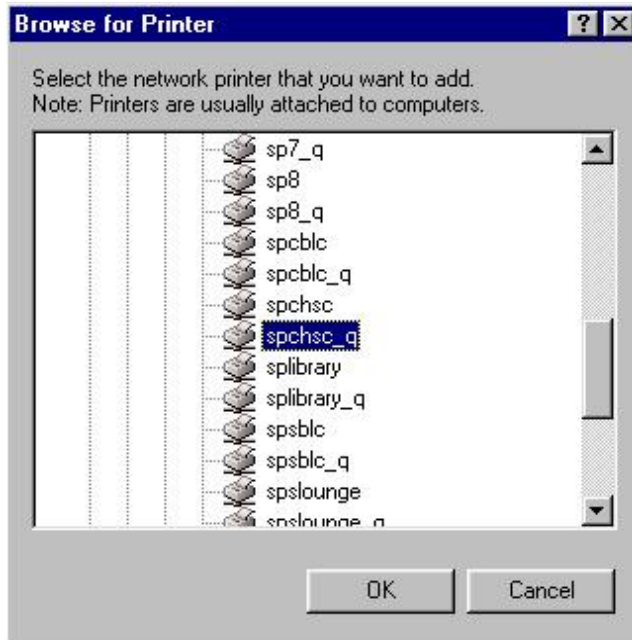 Browse for Printer
Select the network printer that you want to add.
Note: Printers are usually attached to computers.
sp7_q
sp8
sp8_q
spcblc
spcblc_q
spchsc
spchsc_q
splibrary
splibrary_q
spsblc
spsblc_q
spslounge
spslounge_q
OK
Cancel